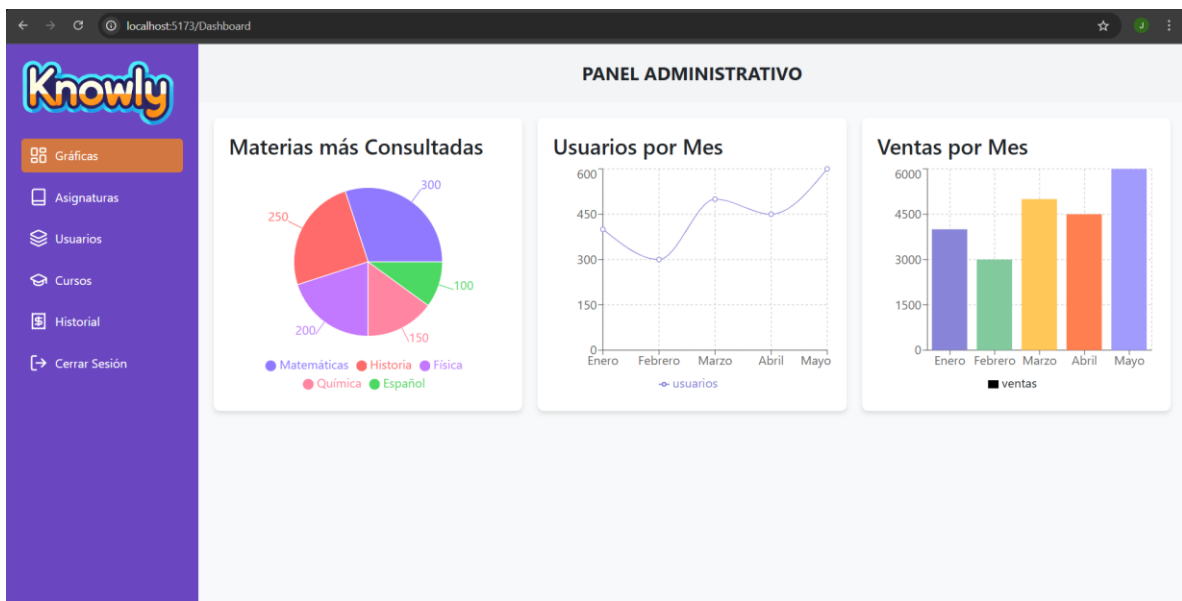 localhost:5173/Dashboard
J
Knowly
PANEL ADMINISTRATIVO
Gráficas
Asignaturas
Usuarios
Cursos
Historial
Cerrar Sesión
Materias más Consultadas
300
250
100
200
150
Matemáticas Historia Física
Química Español
Usuarios por Mes
600
450
300
150
0
Enero Febrero Marzo Abril Mayo
usuarios
Ventas por Mes
6000
4500
3000
1500
0
Enero Febrero Marzo Abril Mayo
ventas